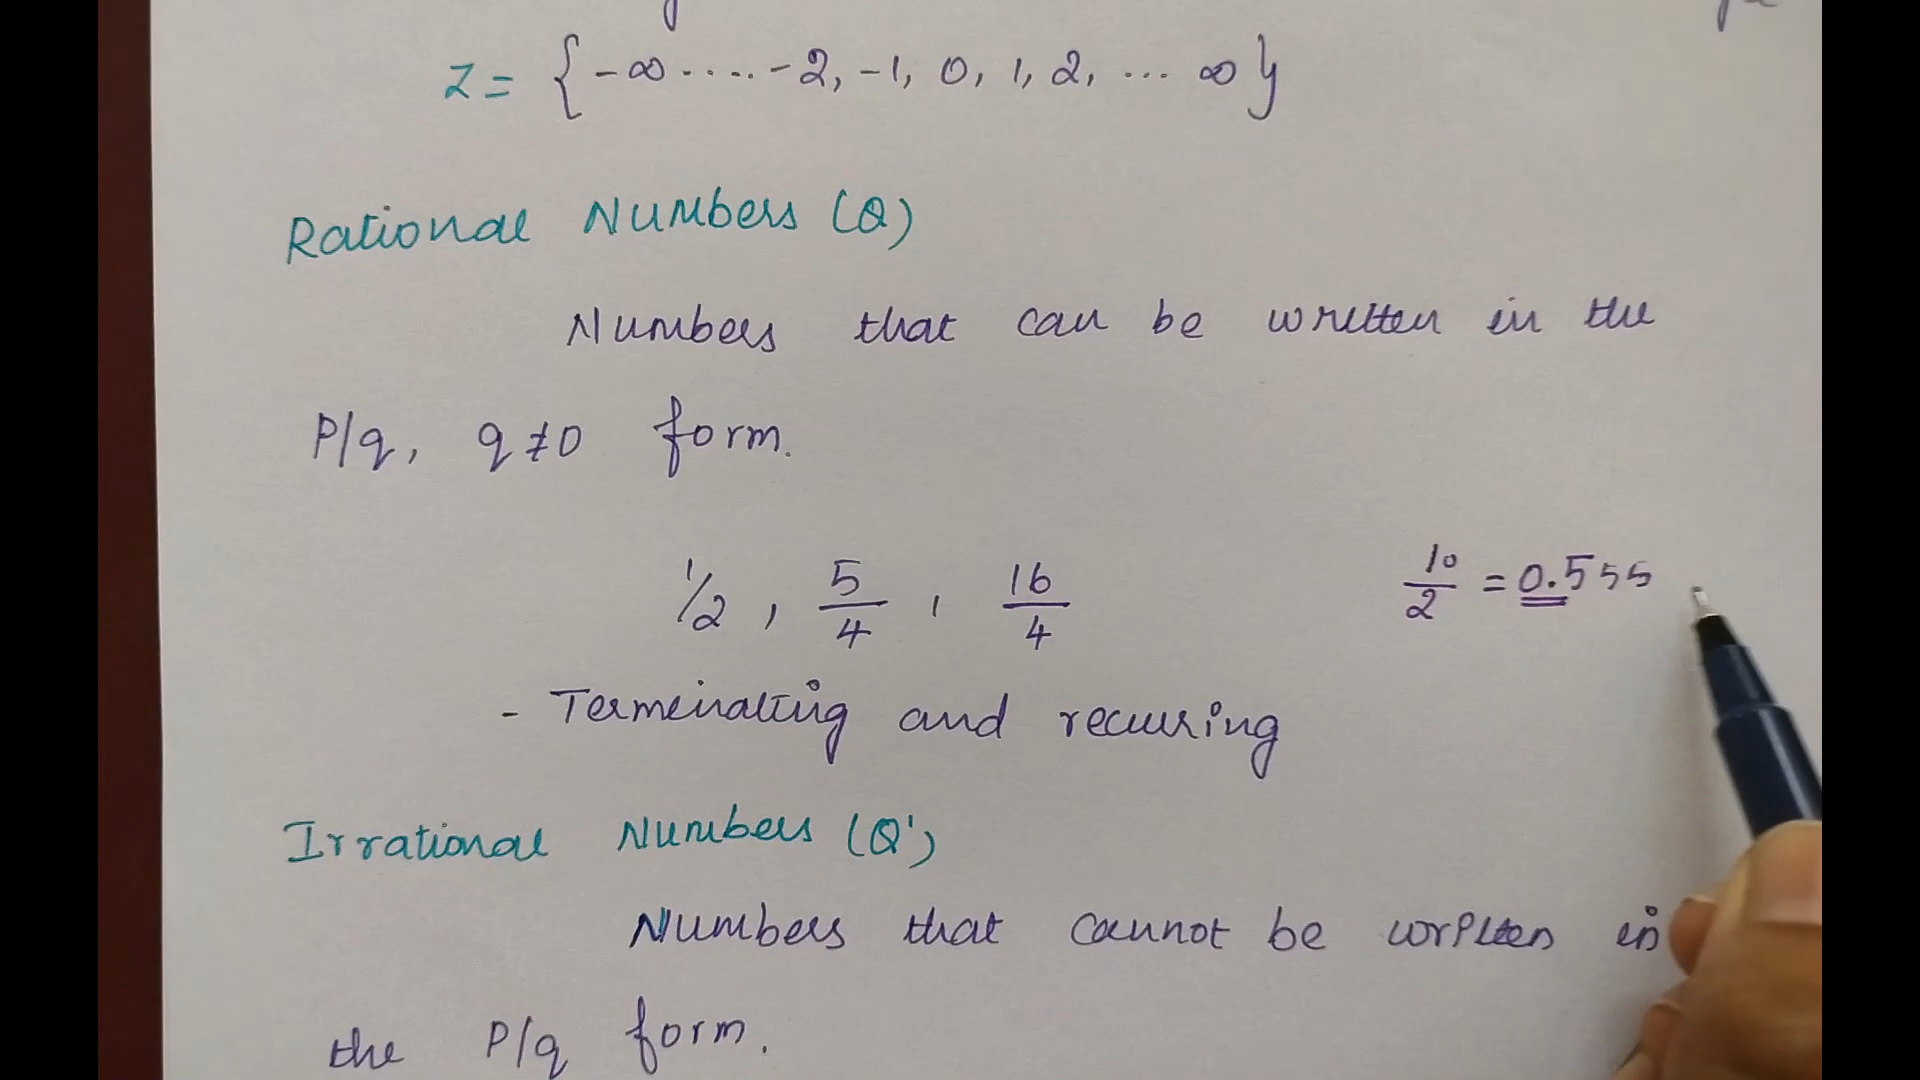 Z = { -∞ ..... -2, -1, 0, 1, 2, ... ∞ }
Rational Numbers (Q)
Numbers that can be written in the
P/q, q≠0 form.
1/2, 5/4, 16/4
10/2 = 0.555
- Terminating and recurring
Irrational Numbers (Q')
Numbers that cannot be written in
the P/q form.